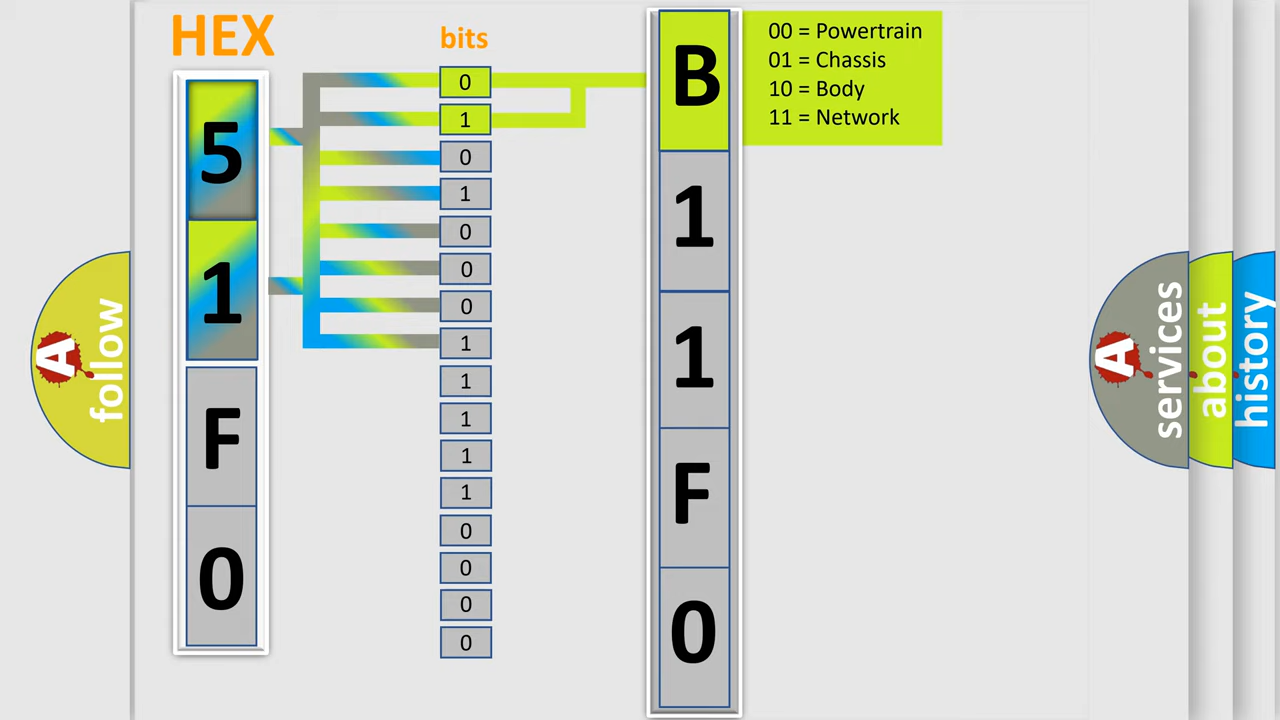 HEX
5
1
F
0
bits
0
1
0
1
0
0
0
1
1
1
1
1
0
0
0
0
B
1
1
F
0
00 = Powertrain
01 = Chassis
10 = Body
11 = Network
A follow
A services
about
history